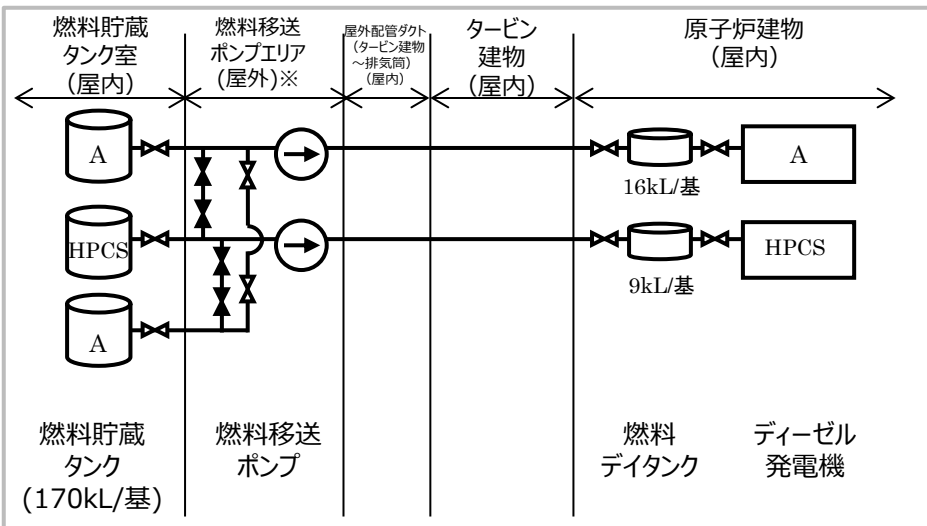 燃料貯蔵
タンク室
(屋内)
燃料移送
ポンプエリア
(屋外)※
屋外配管ダクト
(タービン建物
～排気筒)
(屋内)
タービン
建物
(屋内)
原子炉建物
(屋内)
A
16kL/基
A
HPCS
9kL/基
HPCS
A
燃料貯蔵
タンク
(170kL/基)
燃料移送
ポンプ
燃料
デイタンク
ディーゼル
発電機